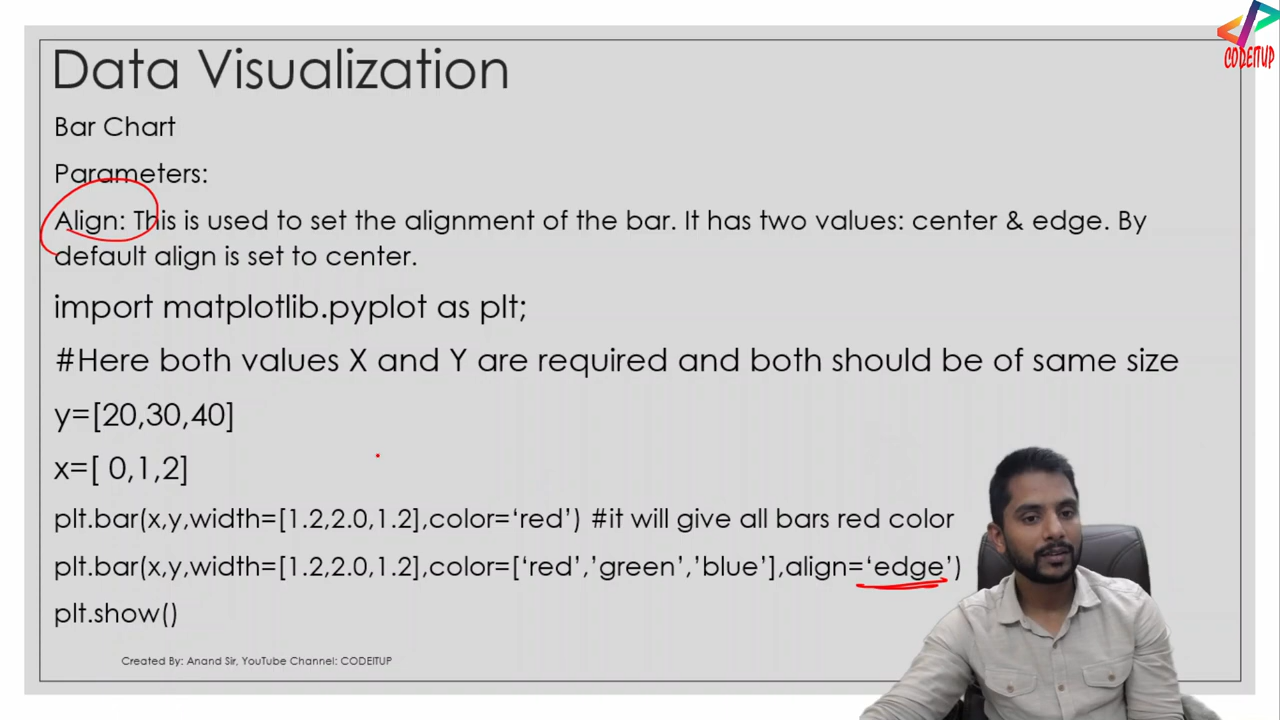 CODEITUP
Data Visualization
Bar Chart
Parameters:
Align: This is used to set the alignment of the bar. It has two values: center & edge. By
default align is set to center.
import matplotlib.pyplot as plt;
#Here both values X and Y are required and both should be of same size
y=[20,30,40]
x=[ 0,1,2]
plt.bar(x,y,width=[1.2,2.0,1.2],color=‘red’) #it will give all bars red color
plt.bar(x,y,width=[1.2,2.0,1.2],color=[‘red’,’green’,’blue’],align=‘edge’)
plt.show()
Created By: Anand Sir, YouTube Channel: CODEITUP